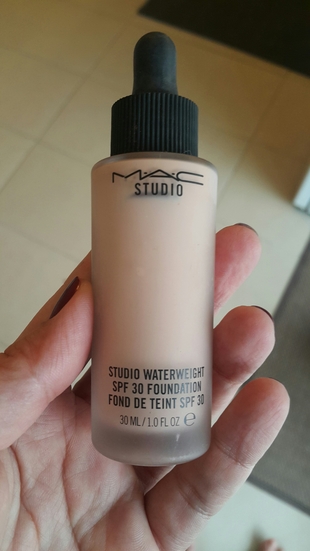 M·A·C
STUDIO
STUDIO WATERWEIGHT
SPF 30 FOUNDATION
FOND DE TEINT SPF 30
30 ML / 1.0 FL OZ ℮